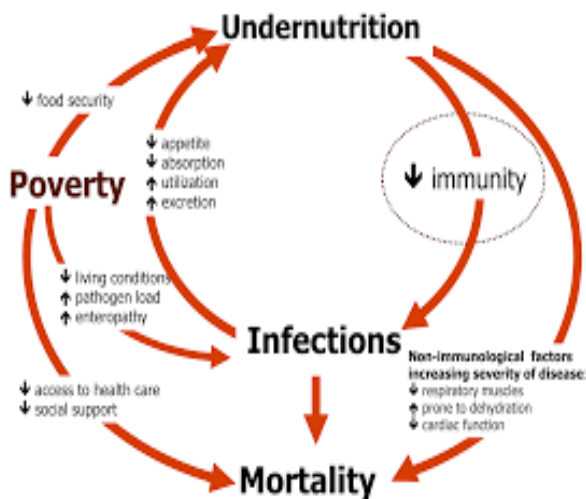 Undernutrition
↓ food security
↓ appetite
↓ absorption
↑ utilization
↑ excretion
Poverty
↓ immunity
↓ living conditions
↑ pathogen load
↑ enteropathy
Infections
Non-immunological factors
increasing severity of disease:
↓ respiratory muscles
↑ prone to dehydration
↓ cardiac function
↓ access to health care
↓ social support
Mortality